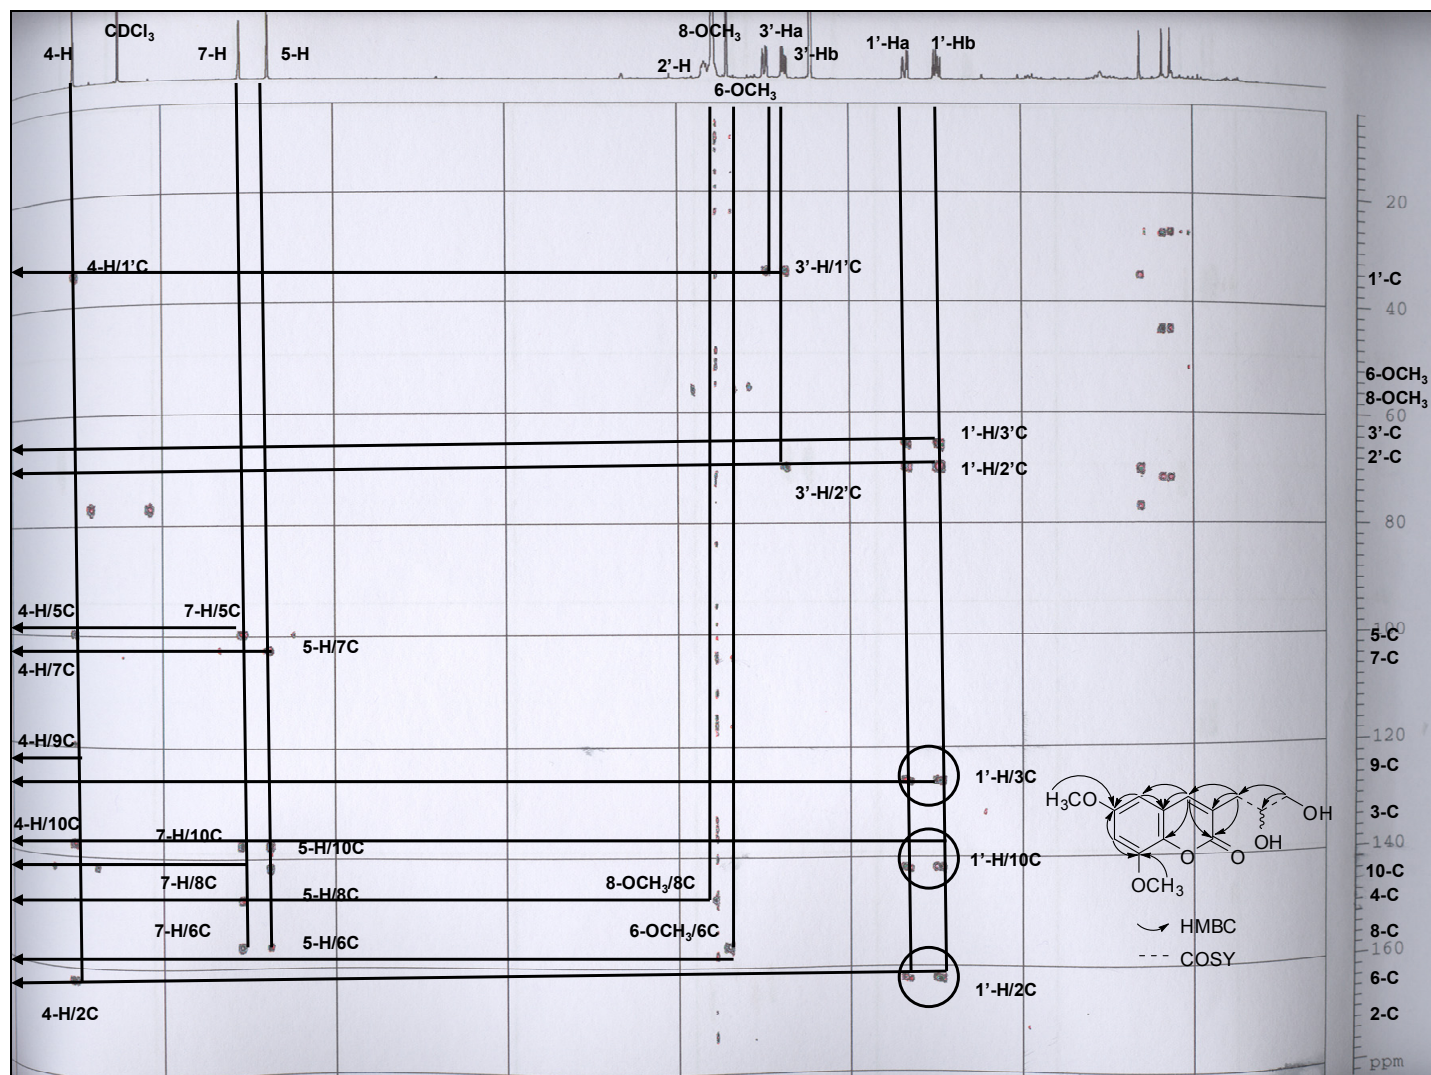 CDCl3
4-H
7-H
5-H
8-OCH3
3’-Ha
3’-Hb
2’-H
6-OCH3
1’-Ha
1’-Hb
20
4-H/1’C
3’-H/1’C
1’-C
40
6-OCH3
8-OCH3
60
1’-H/3’C
3’-C
1’-H/2’C
2’-C
3’-H/2’C
80
4-H/5C
7-H/5C
100
5-C
5-H/7C
7-C
4-H/7C
4-H/9C
120
9-C
1’-H/3C
3-C
H3CO
OH
OH
O
O
OCH3
4-H/10C
7-H/10C
5-H/10C
140
1’-H/10C
10-C
7-H/8C
5-H/8C
8-OCH3/8C
4-C
7-H/6C
5-H/6C
6-OCH3/6C
HMBC
8-C
160
COSY
6-C
1’-H/2C
4-H/2C
2-C
ppm